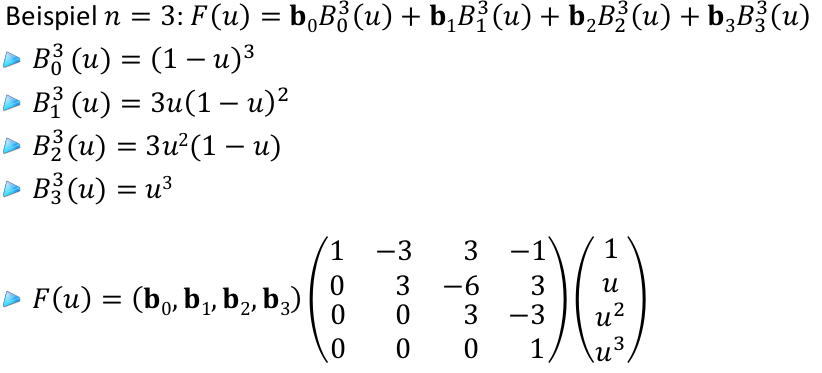 Beispiel n = 3: F(u) = b₀B₀³(u) + b₁B₁³(u) + b₂B₂³(u) + b₃B₃³(u)
B₀³ (u) = (1 − u)³
B₁³ (u) = 3u(1 − u)²
B₂³(u) = 3u²(1 − u)
B₃³(u) = u³
F(u) = (b₀, b₁, b₂, b₃) (1 −3 3 −1; 0 3 −6 3; 0 0 3 −3; 0 0 0 1) (1; u; u²; u³)